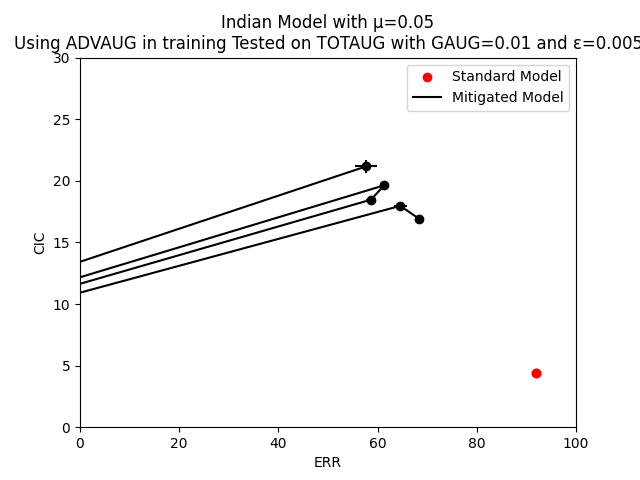 Indian Model with μ=0.05
Using ADVAUG in training Tested on TOTAUG with GAUG=0.01 and ε=0.005
Standard Model
Mitigated Model
30
25
20
15
10
5
0
CIC
0 20 40 60 80 100
ERR